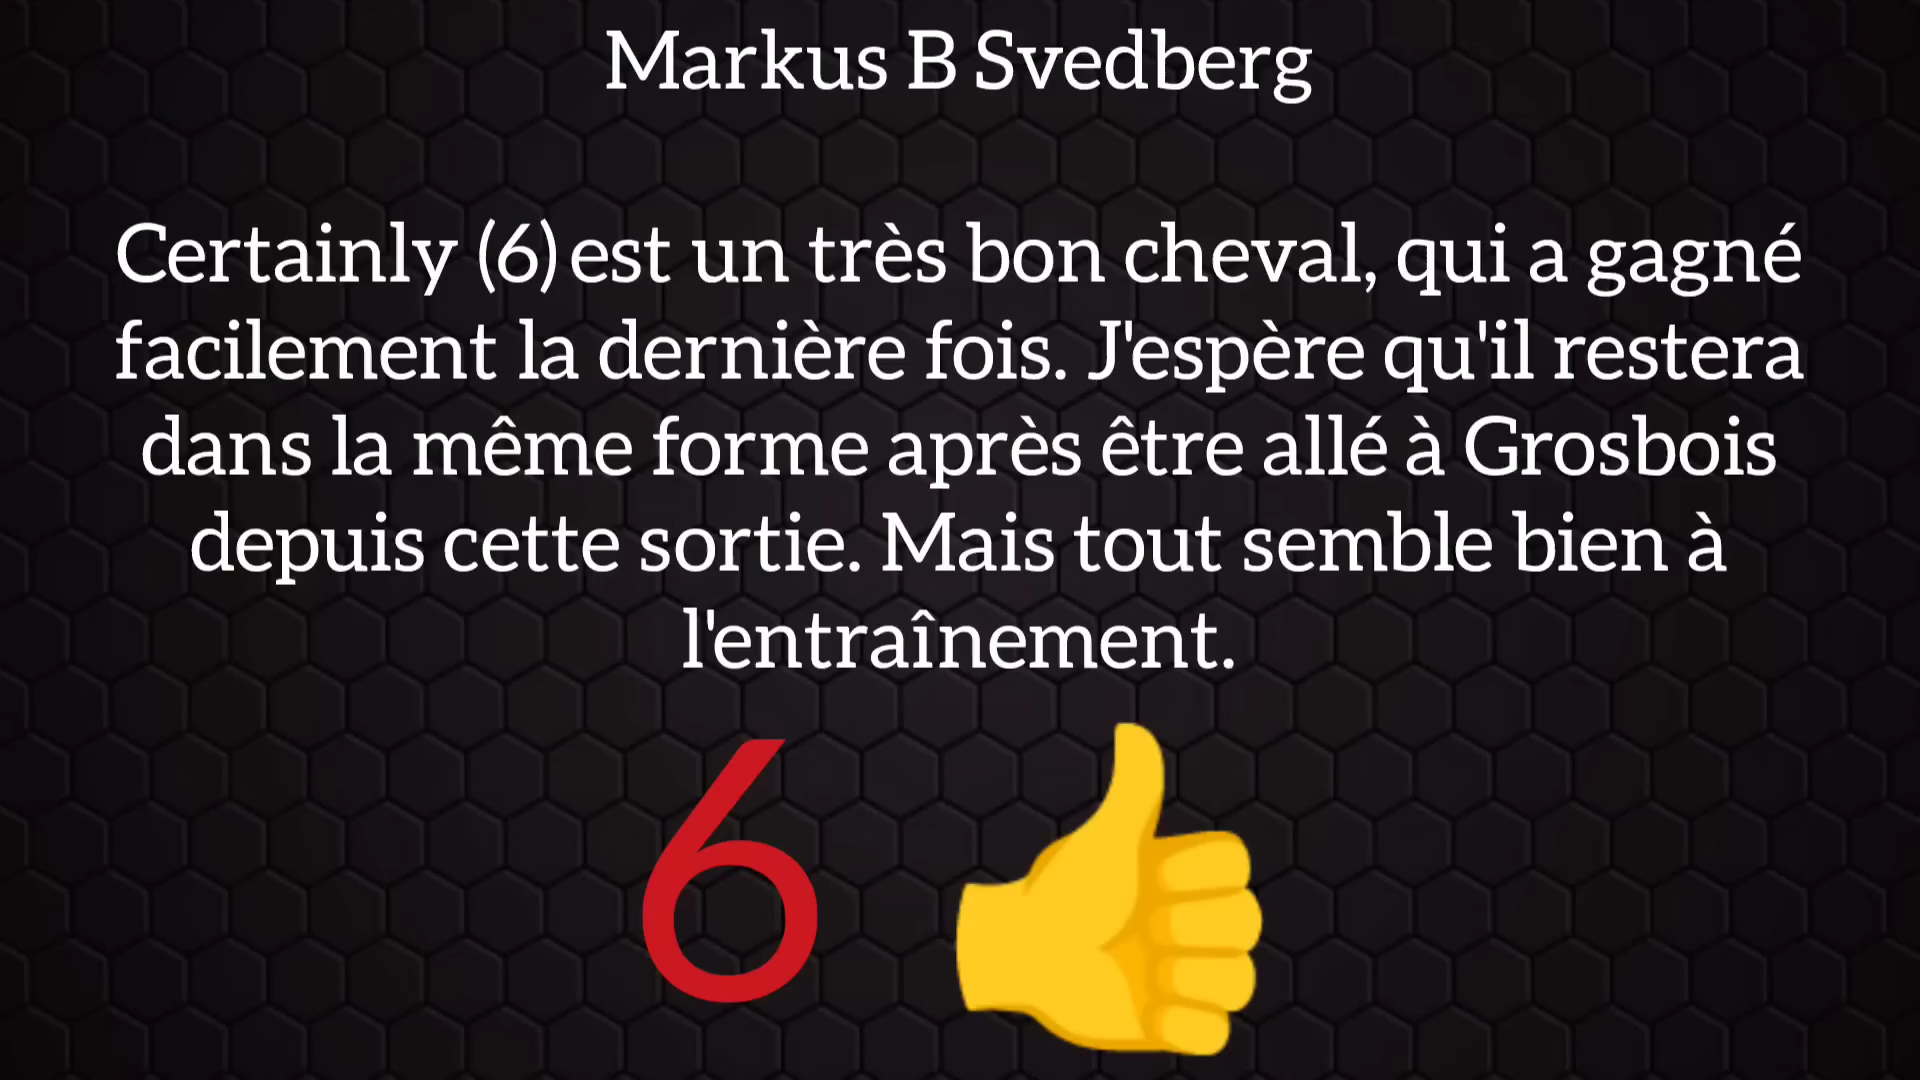 Markus B Svedberg
Certainly (6) est un très bon cheval, qui a gagné
facilement la dernière fois. J'espère qu'il restera
dans la même forme après être allé à Grosbois
depuis cette sortie. Mais tout semble bien à
l'entraînement.
6